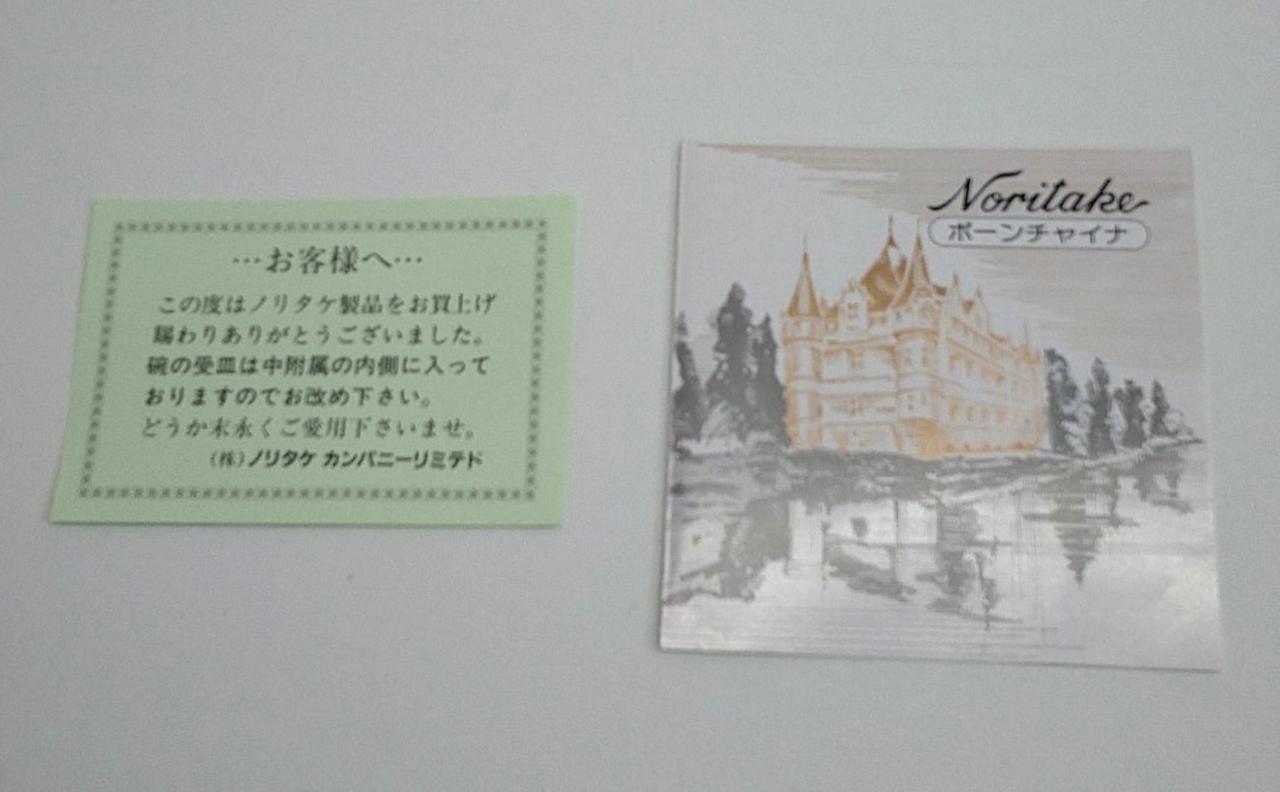 …お客様へ…
この度はノリタケ製品をお買上げ
賜わりありがとうございました。
碗の受皿は中附属の内側に入って
おりますのでお改め下さい。
どうか末永くご愛用下さいませ。
(株)ノリタケ カンパニーリミテド
Noritake
ボーンチャイナ